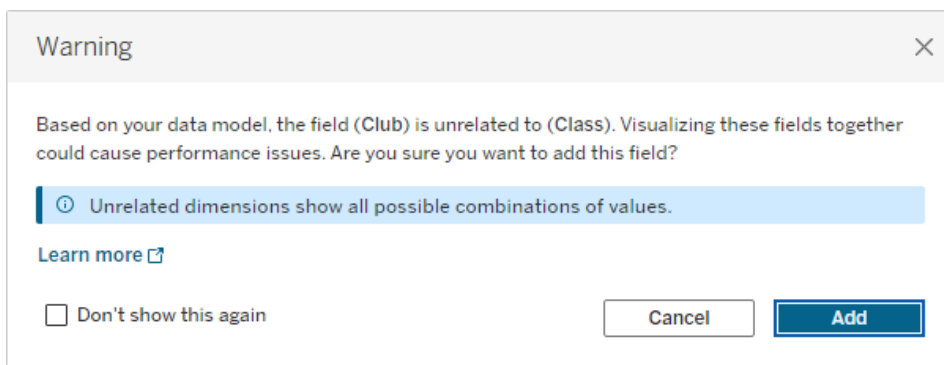 Warning
Based on your data model, the field (Club) is unrelated to (Class). Visualizing these fields together
could cause performance issues. Are you sure you want to add this field?
Unrelated dimensions show all possible combinations of values.
Learn more
Don't show this again
Cancel
Add